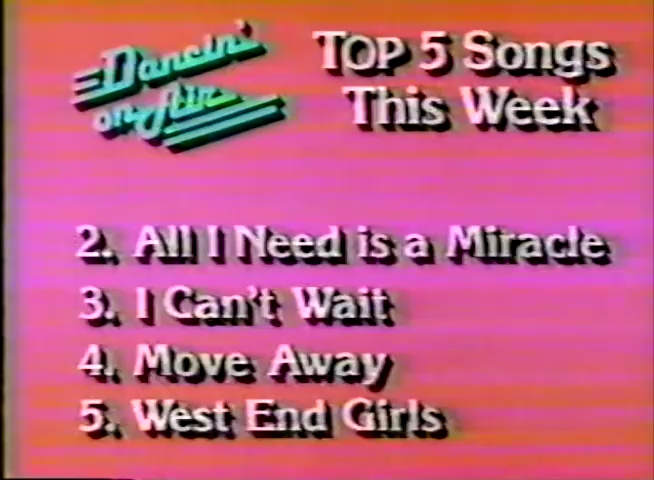 Dancin'
on Air
TOP 5 Songs
This Week
2. All I Need is a Miracle
3. I Can't Wait
4. Move Away
5. West End Girls